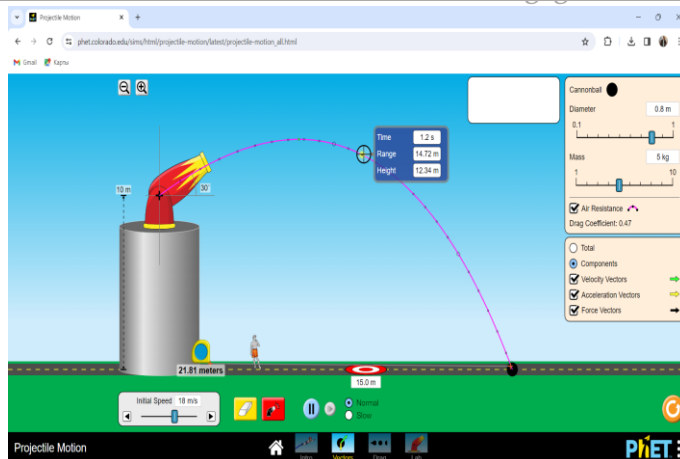 Projectile Motion
phet.colorado.edu/sims/html/projectile-motion/latest/projectile-motion_all.html
Gmail
Карты
Time 1.2 s
Range 14.72 m
Height 12.34 m
10 m
30°
21.81 meters
15.0 m
Initial Speed 18 m/s
Normal
Slow
Cannonball
Diameter 0.8 m
0.1 1
Mass 5 kg
1 10
Air Resistance
Drag Coefficient: 0.47
Total
Components
Velocity Vectors
Acceleration Vectors
Force Vectors
Projectile Motion
Intro
Vectors
Drag
Lab
PhET